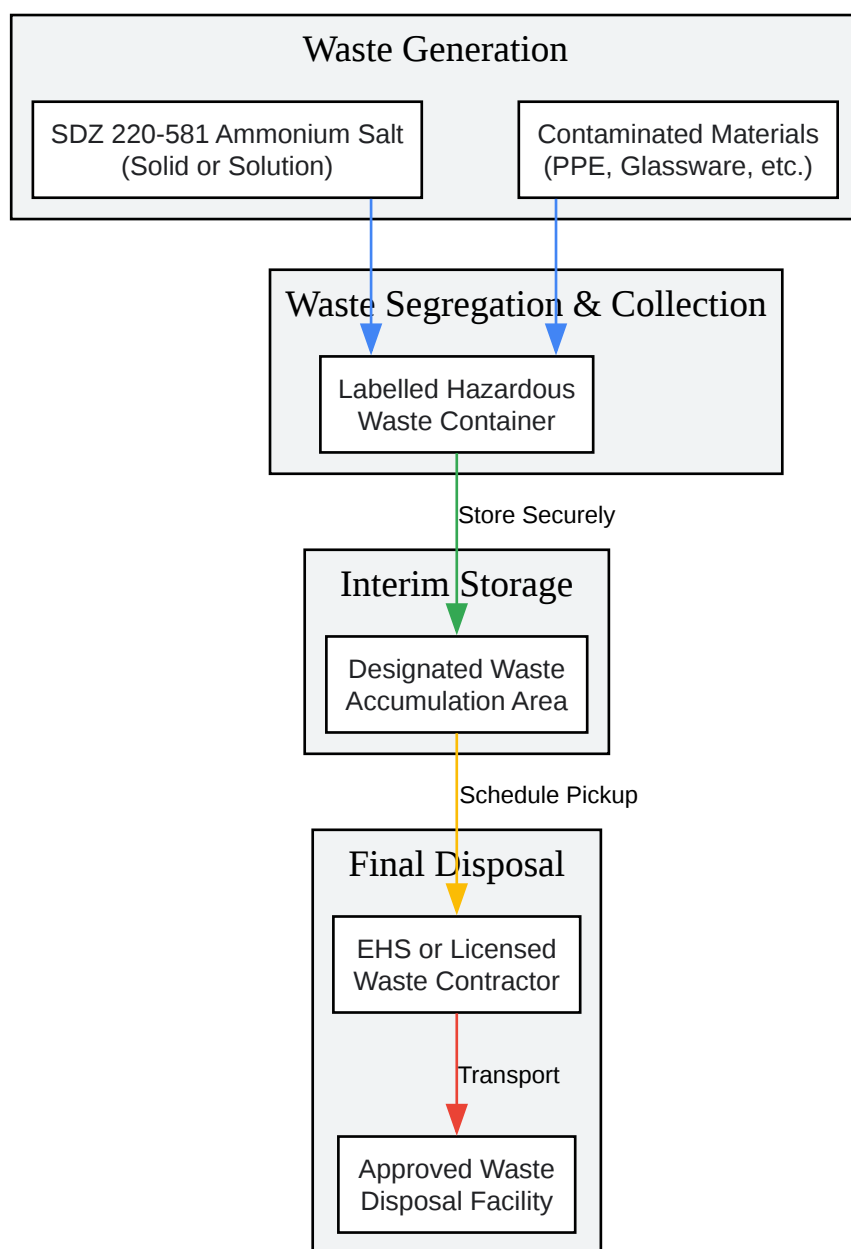 Waste Generation
SDZ 220-581 Ammonium Salt
(Solid or Solution)
Contaminated Materials
(PPE, Glassware, etc.)
Waste Segregation & Collection
Labelled Hazardous
Waste Container
Store Securely
Interim Storage
Designated Waste
Accumulation Area
Schedule Pickup
Final Disposal
EHS or Licensed
Waste Contractor
Transport
Approved Waste
Disposal Facility